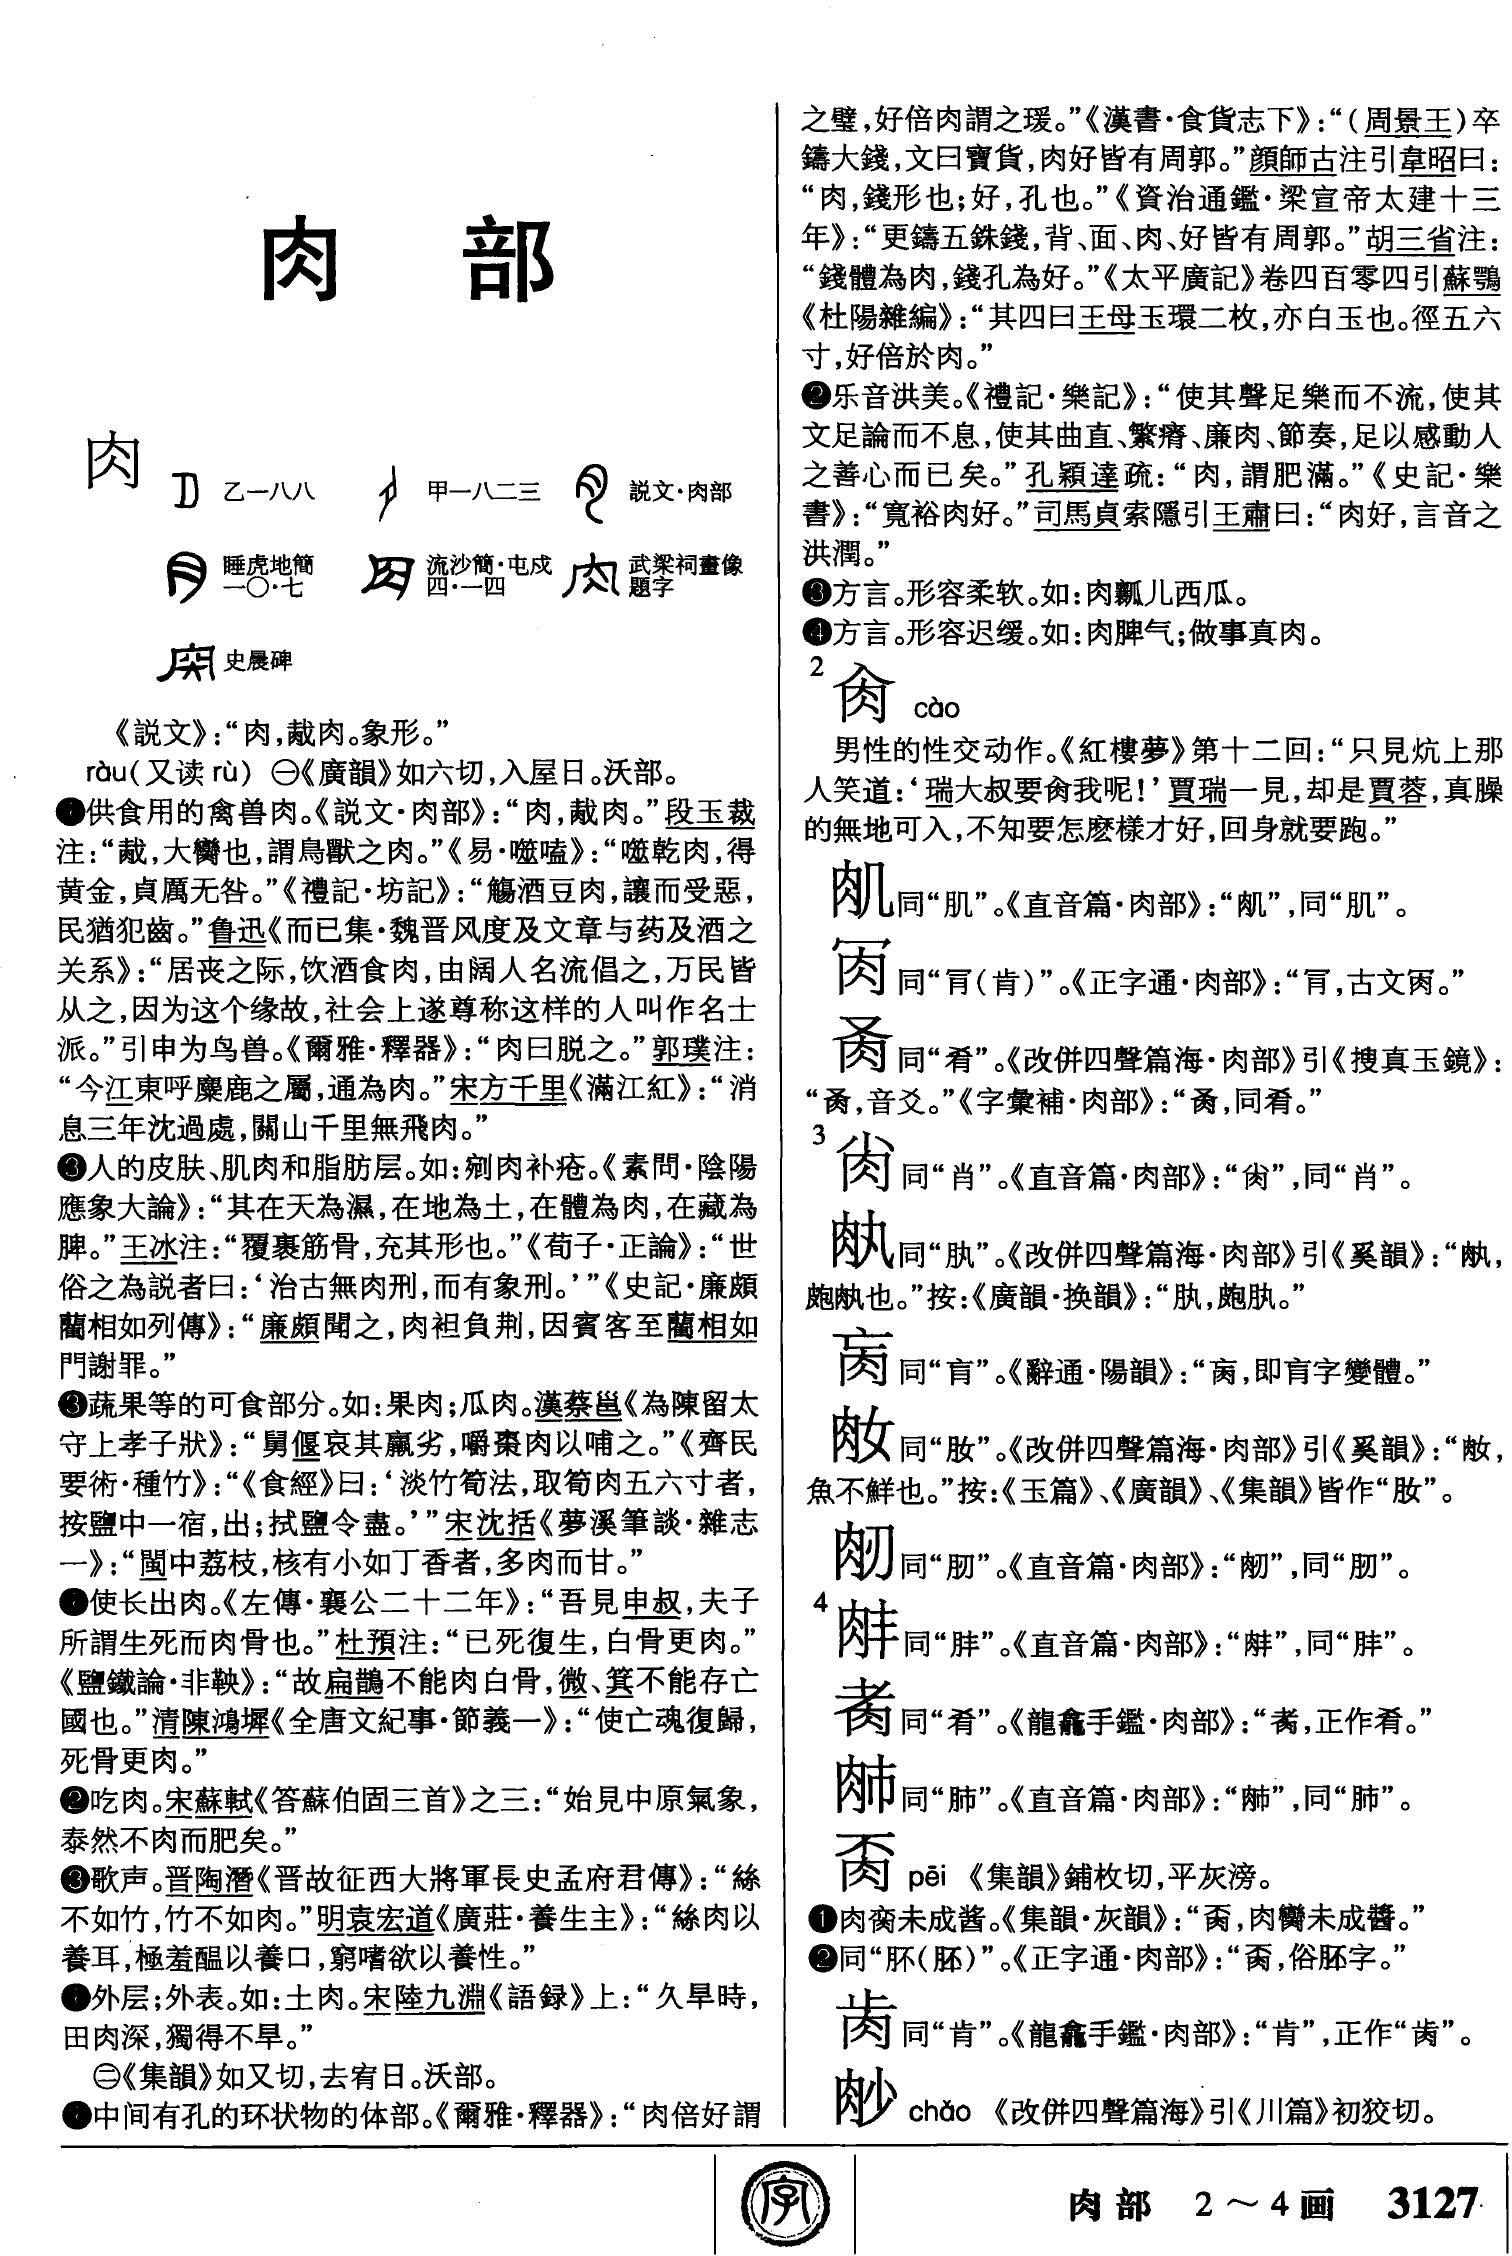 肉 部
肉
乙一八八
甲一八二三
説文·肉部
睡虎地簡
一〇·七
流沙簡·屯戍
四·一四
武梁祠畫像
題字
史晨碑
《説文》：“肉，胾肉。象形。”
ròu（又读rù） ㊀《廣韻》如六切，入屋日。沃部。
❶供食用的禽兽肉。《説文·肉部》：“肉，胾肉。”段玉裁
注：“胾，大臠也，謂鳥獸之肉。”《易·噬嗑》：“噬乾肉，得
黄金，貞厲无咎。”《禮記·坊記》：“觴酒豆肉，讓而受惡，
民猶犯齒。”鲁迅《而已集·魏晋风度及文章与药及酒之
关系》：“居丧之际，饮酒食肉，由阔人名流倡之，万民皆
从之，因为这个缘故，社会上遂尊称这样的人叫作名士
派。”引申为鸟兽。《爾雅·釋器》：“肉曰脱之。”郭璞注：
“今江東呼麋鹿之屬，通為肉。”宋方千里《滿江紅》：“消
息三年沈過處，關山千里無飛肉。”
❸人的皮肤、肌肉和脂肪层。如：剜肉补疮。《素問·陰陽
應象大論》：“其在天為濕，在地為土，在體為肉，在藏為
脾。”王冰注：“覆裹筋骨，充其形也。”《荀子·正論》：“世
俗之為説者曰：‘治古無肉刑，而有象刑。’”《史記·廉頗
藺相如列傳》：“廉頗聞之，肉袒負荆，因賓客至藺相如
門謝罪。”
❸蔬果等的可食部分。如：果肉；瓜肉。漢蔡邕《為陳留太
守上孝子狀》：“舅偃哀其羸劣，嚼棗肉以哺之。”《齊民
要術·種竹》：“《食經》曰：‘淡竹筍法，取筍肉五六寸者，
按鹽中一宿，出；拭鹽令盡。’”宋沈括《夢溪筆談·雜志
一》：“閩中荔枝，核有小如丁香者，多肉而甘。”
使长出肉。《左傳·襄公二十二年》：“吾見申叔，夫子
所謂生死而肉骨也。”杜預注：“已死復生，白骨更肉。”
《鹽鐵論·非鞅》：“故扁鵲不能肉白骨，微、箕不能存亡
國也。”清陳鴻墀《全唐文紀事·節義一》：“使亡魂復歸，
死骨更肉。”
❷吃肉。宋蘇軾《答蘇伯固三首》之三：“始見中原氣象，
泰然不肉而肥矣。”
❸歌声。晋陶潛《晋故征西大將軍長史孟府君傳》：“絲
不如竹，竹不如肉。”明袁宏道《廣莊·養生主》：“絲肉以
養耳，極羞醖以養口，窮嗜欲以養性。”
外层；外表。如：土肉。宋陸九淵《語録》上：“久旱時，
田肉深，獨得不旱。”
㊁《集韻》如又切，去宥日。沃部。
中间有孔的环状物的体部。《爾雅·釋器》：“肉倍好謂
之璧，好倍肉謂之瑗。”《漢書·食貨志下》：“（周景王）卒
鑄大錢，文曰寶貨，肉好皆有周郭。”顔師古注引韋昭曰：
“肉，錢形也；好，孔也。”《資治通鑑·梁宣帝太建十三
年》：“更鑄五銖錢，背、面、肉、好皆有周郭。”胡三省注：
“錢體為肉，錢孔為好。”《太平廣記》卷四百零四引蘇鶚
《杜陽雜編》：“其四曰王母玉環二枚，亦白玉也。徑五六
寸，好倍於肉。”
❷乐音洪美。《禮記·樂記》：“使其聲足樂而不流，使其
文足論而不息，使其曲直、繁瘠、廉肉、節奏，足以感動人
之善心而已矣。”孔穎達疏：“肉，謂肥滿。”《史記·樂
書》：“寬裕肉好。”司馬貞索隱引王肅曰：“肉好，言音之
洪潤。”
❸方言。形容柔软。如：肉瓤儿西瓜。
❹方言。形容迟缓。如：肉脾气；做事真肉。
2
肏 cào
男性的性交动作。《紅樓夢》第十二回：“只見炕上那
人笑道：‘瑞大叔要肏我呢！’賈瑞一見，却是賈蓉，真臊
的無地可入，不知要怎麽樣才好，回身就要跑。”
同“肌”。《直音篇·肉部》：“”，同“肌”。
同“肎（肯）”。《正字通·肉部》：“肎，古文。”
同“肴”。《改併四聲篇海·肉部》引《搜真玉鏡》：
“，音爻。”《字彙補·肉部》：“，同肴。”
3
同“肖”。《直音篇·肉部》：“”，同“肖”。
同“肒”。《改併四聲篇海·肉部》引《奚韻》：“，
也。”按：《廣韻·换韻》：“肒，肒。”
同“肓”。《辭通·陽韻》：“，即肓字變體。”
同“肗”。《改併四聲篇海·肉部》引《奚韻》：“，
魚不鮮也。”按：《玉篇》、《廣韻》、《集韻》皆作“肗”。
同“肕”。《直音篇·肉部》：“”，同“肕”。
4
同“肨”。《直音篇·肉部》：“”，同“肨”。
同“肴”。《龍龕手鑑·肉部》：“，正作肴。”
同“肺”。《直音篇·肉部》：“”，同“肺”。
pēi 《集韻》鋪枚切，平灰滂。
❶肉脔未成酱。《集韻·灰韻》：“，肉臠未成醬。”
❷同“肧（胚）”。《正字通·肉部》：“，俗胚字。”
同“肯”。《龍龕手鑑·肉部》：“肯”，正作“”。
chǎo 《改併四聲篇海》引《川篇》初狡切。
字
肉部 2～4画 3127